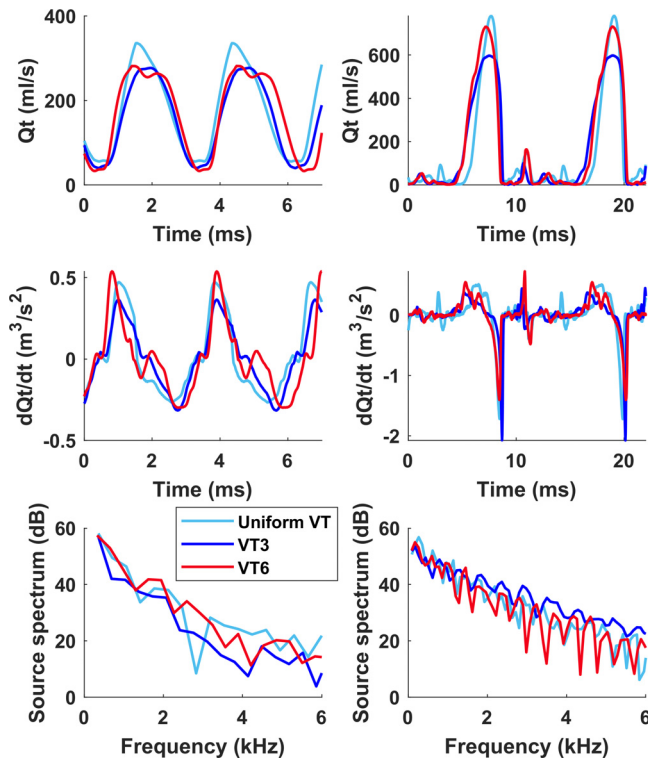 400
200
0
Qt (ml/s)
0 2 4 6
Time (ms)
600
400
200
0
Qt (ml/s)
0 10 20
Time (ms)
0.5
0
-0.5
dQt/dt (m³/s²)
0 2 4 6
Time (ms)
0
-1
-2
dQt/dt (m³/s²)
0 10 20
Time (ms)
60
40
20
0
Source spectrum (dB)
Uniform VT
VT3
VT6
0 2 4 6
Frequency (kHz)
60
40
20
0
Source spectrum (dB)
0 2 4 6
Frequency (kHz)